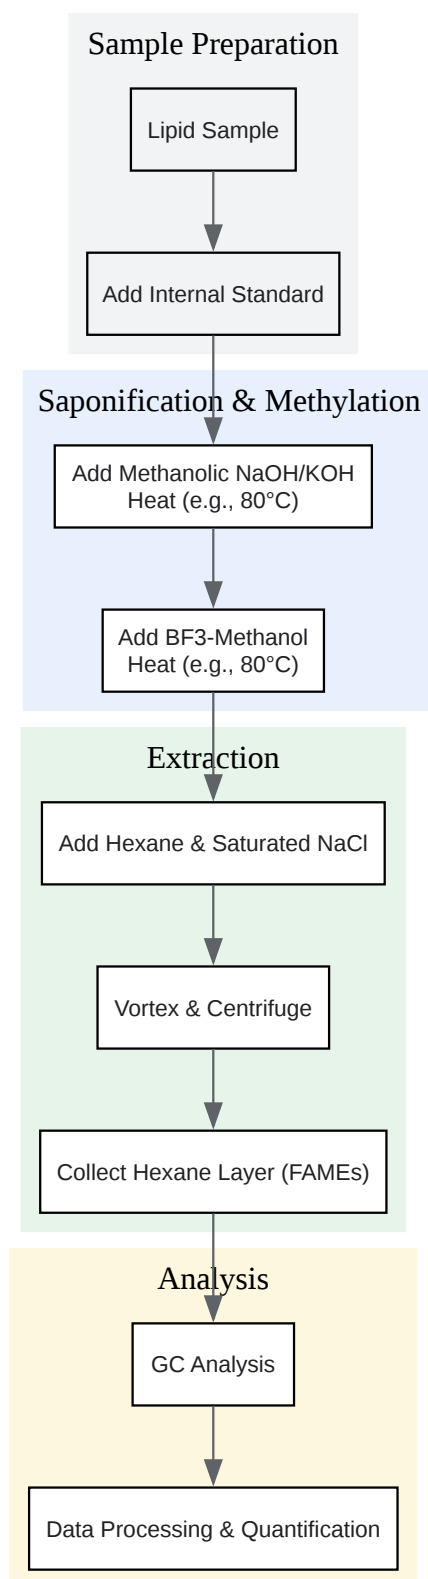 Sample Preparation
Lipid Sample
Add Internal Standard
Saponification & Methylation
Add Methanolic NaOH/KOH
Heat (e.g., 80°C)
Add BF3-Methanol
Heat (e.g., 80°C)
Extraction
Add Hexane & Saturated NaCl
Vortex & Centrifuge
Collect Hexane Layer (FAMEs)
Analysis
GC Analysis
Data Processing & Quantification